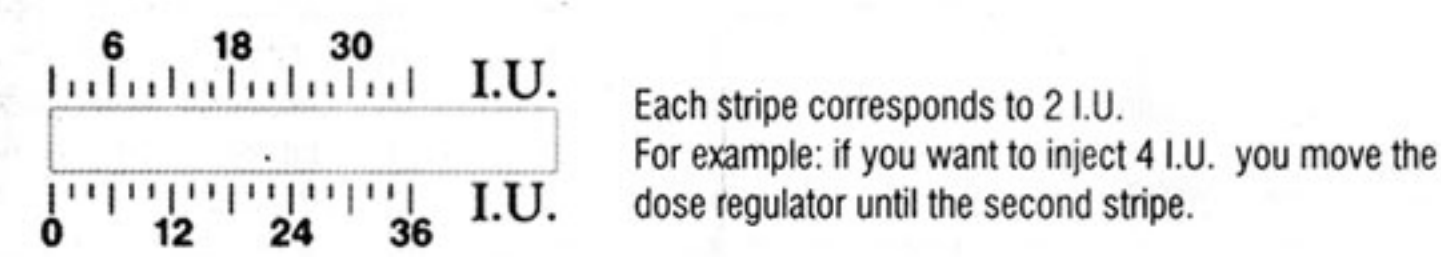 6 18 30
I.U.
I.U.
0 12 24 36
Each stripe corresponds to 2 I.U.
For example: if you want to inject 4 I.U. you move the
dose regulator until the second stripe.